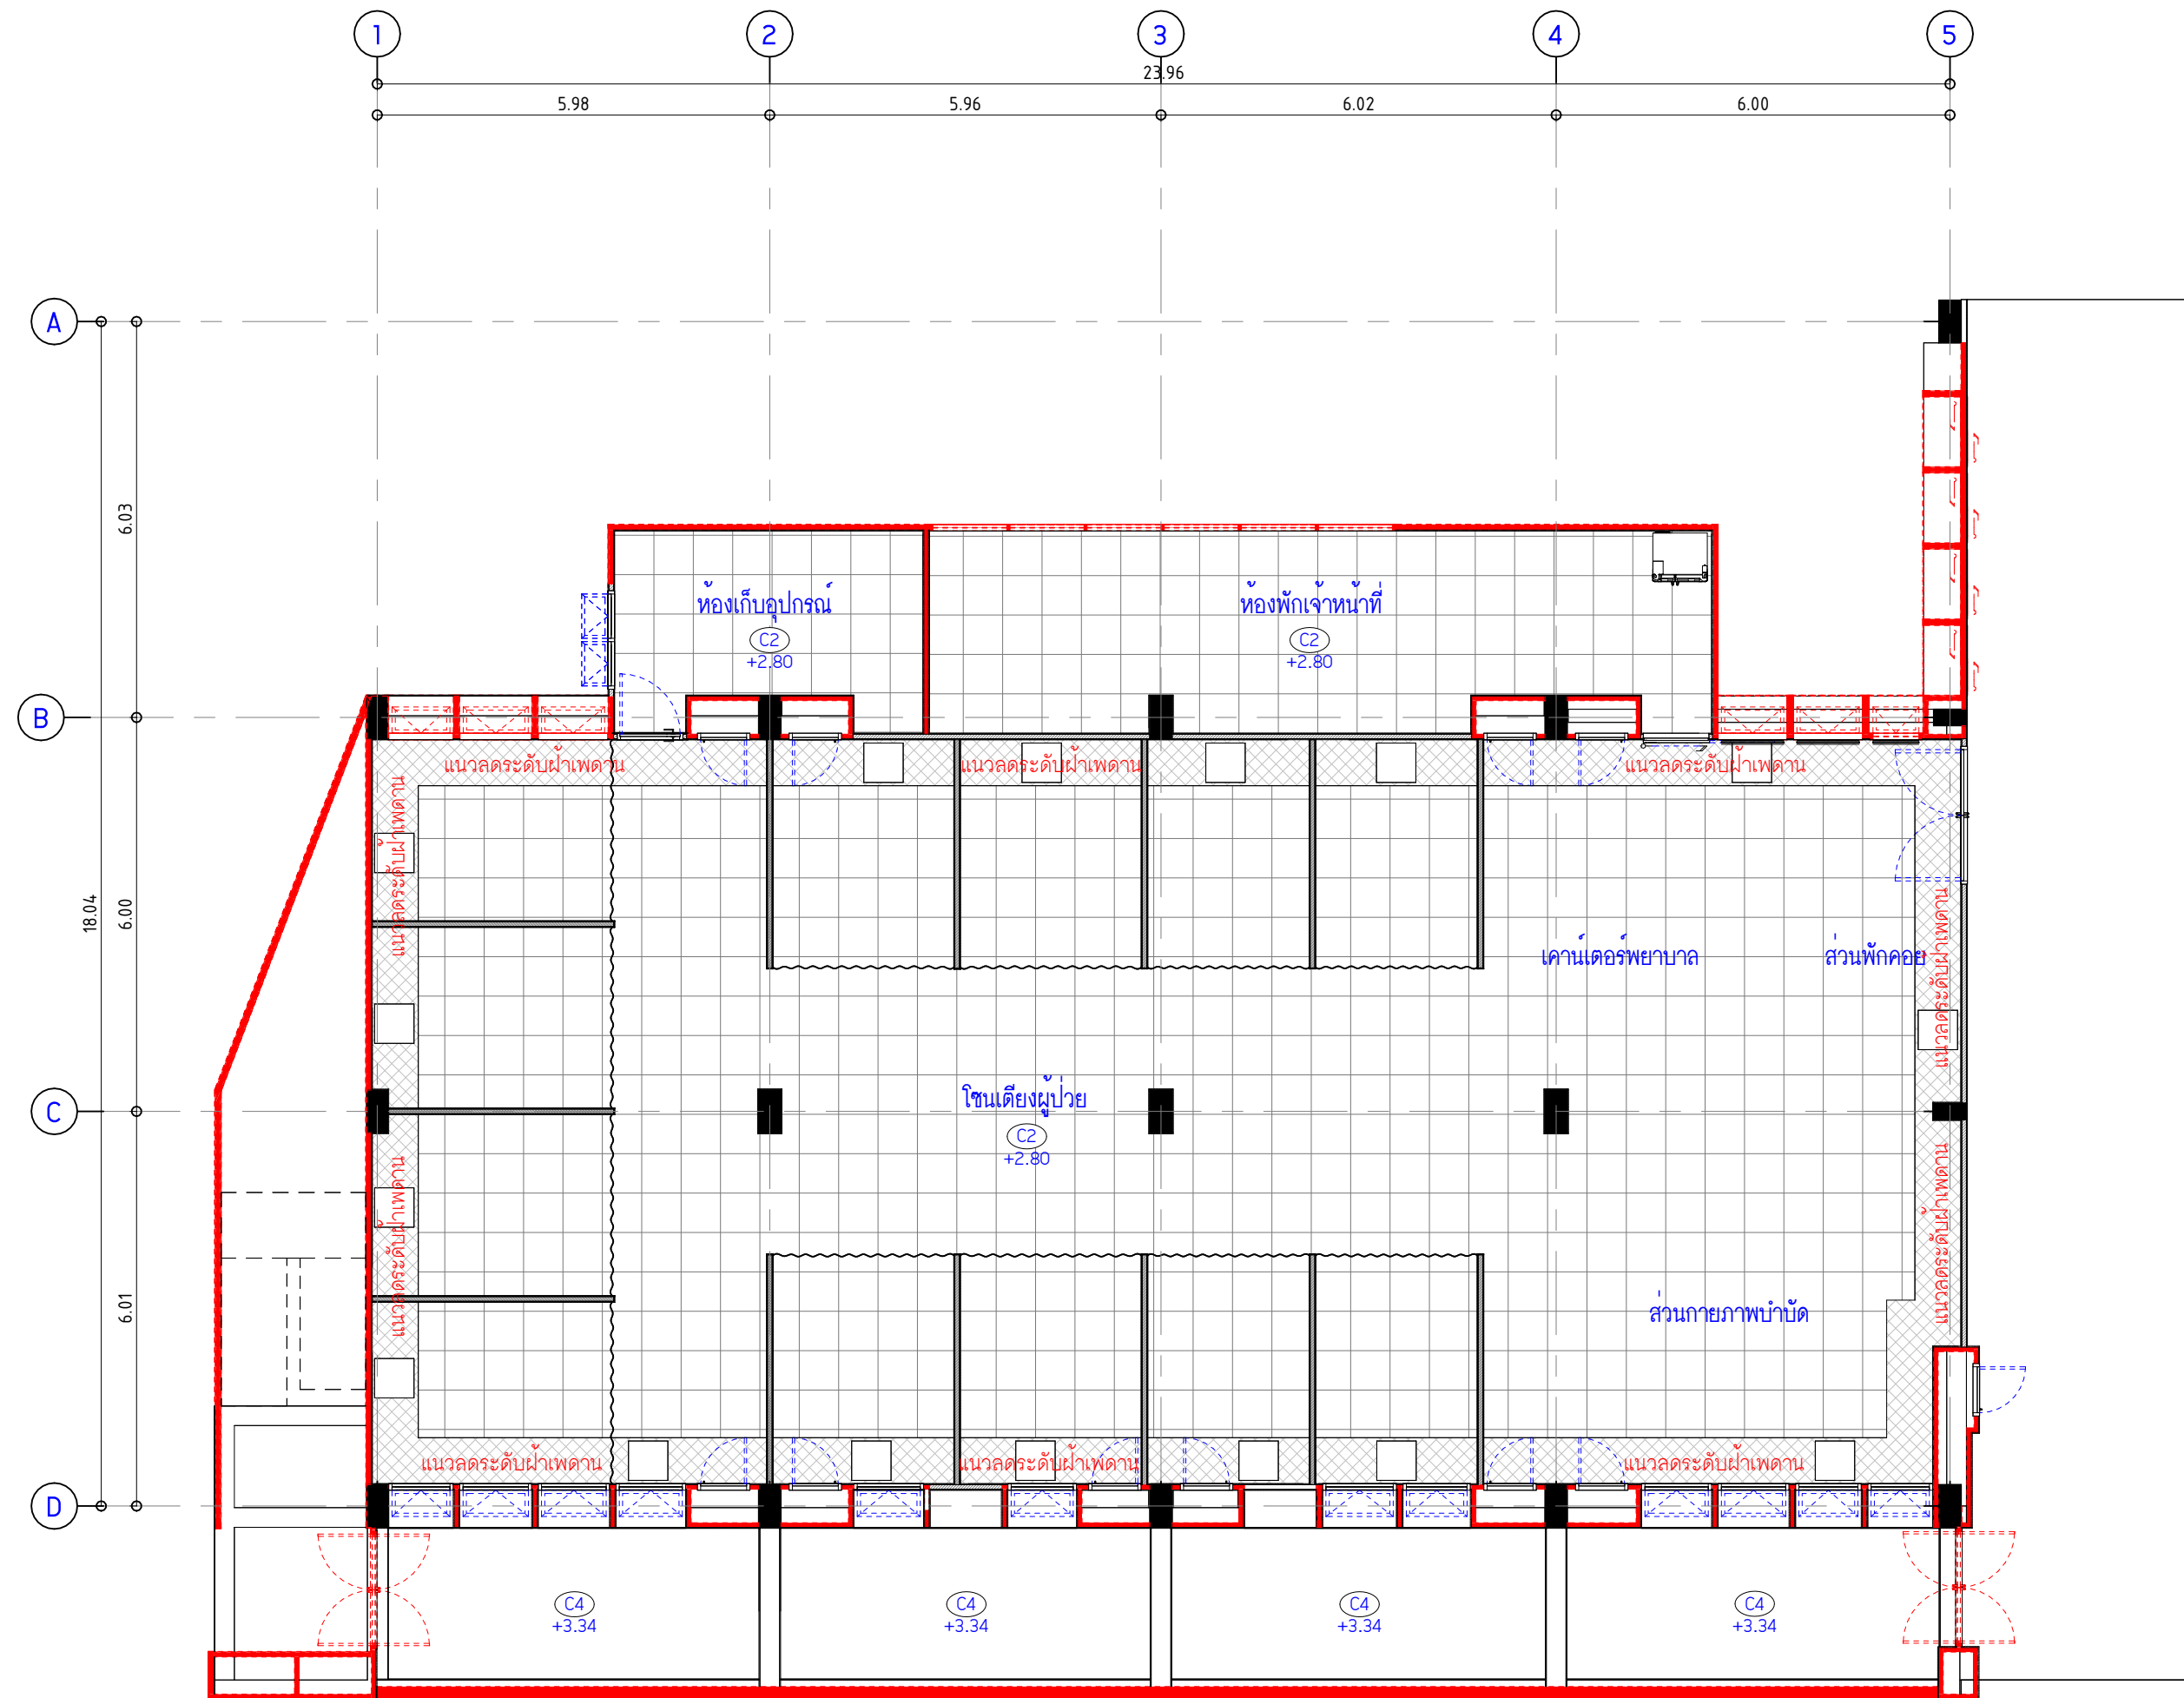 1
2
3
4
5
23.96
5.98
5.96
6.02
6.00
A
6.03
ห้องเก็บอุปกรณ์
C2
+2.80
ห้องพักเจ้าหน้าที่
C2
+2.80
B
แนวลดระดับฝ้าเพดาน
แนวลดระดับฝ้าเพดาน
แนวลดระดับฝ้าเพดาน
แนวลดระดับฝ้าเพดาน
18.04
6.00
เคาน์เตอร์พยาบาล
ส่วนพักคอย
แนวลดระดับฝ้าเพดาน
C
โซนเตียงผู้ป่วย
C2
+2.80
แนวลดระดับฝ้าเพดาน
แนวลดระดับฝ้าเพดาน
6.01
ส่วนกายภาพบำบัด
แนวลดระดับฝ้าเพดาน
แนวลดระดับฝ้าเพดาน
แนวลดระดับฝ้าเพดาน
D
C4
+3.34
C4
+3.34
C4
+3.34
C4
+3.34